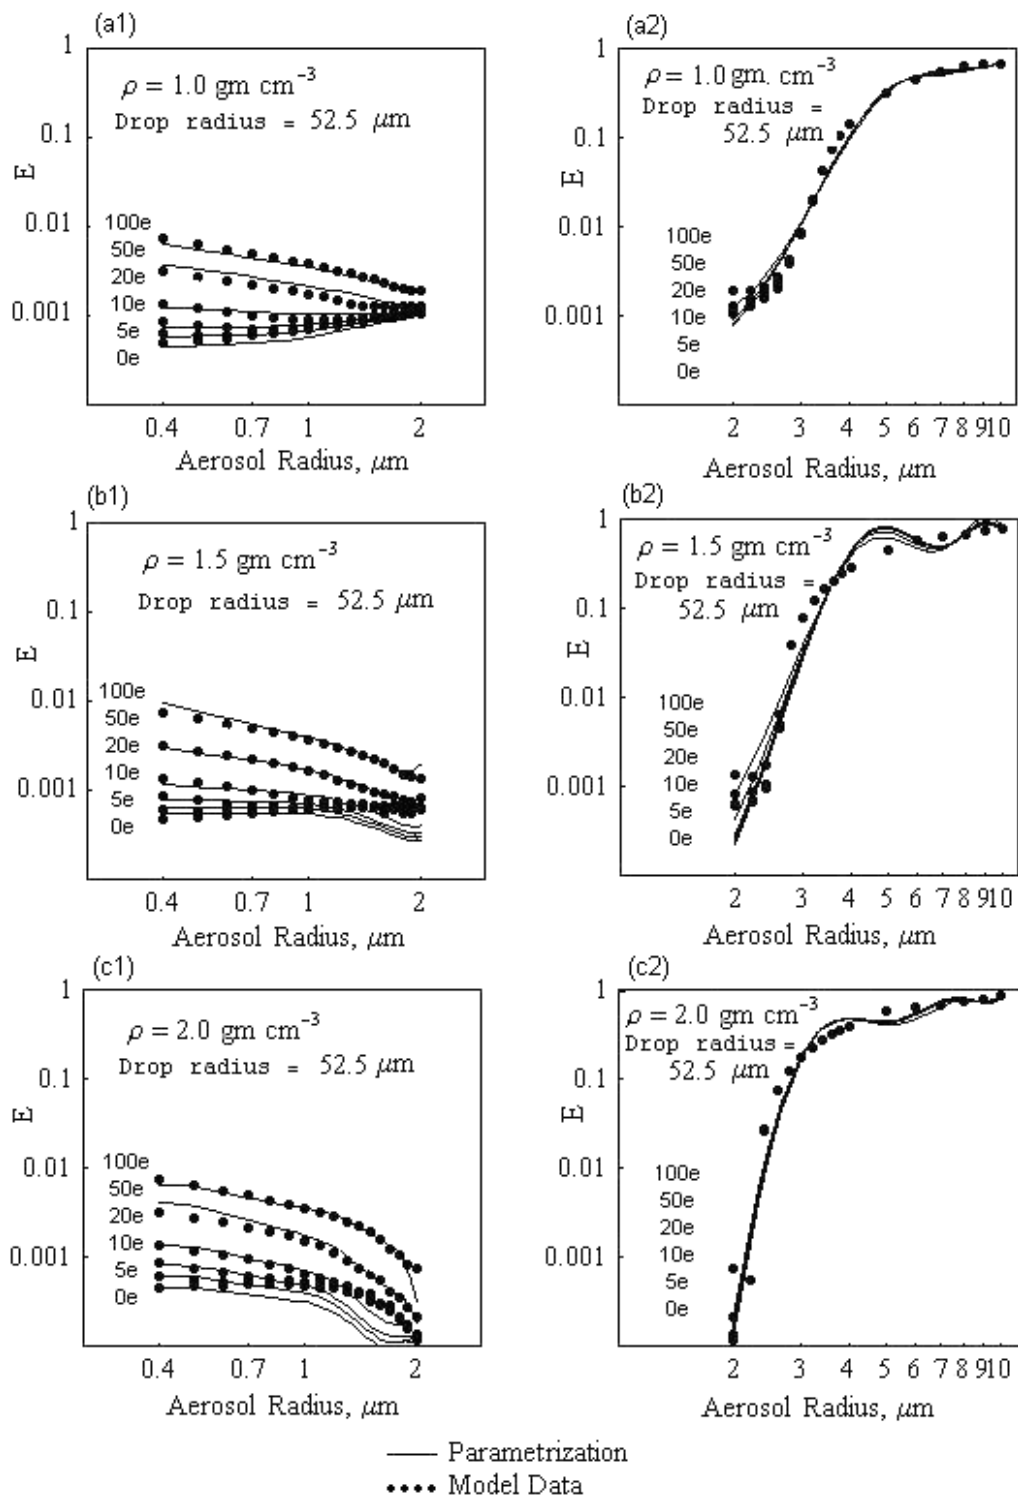 (a1)
1
0.1
0.01
0.001
E
ρ = 1.0 gm cm⁻³
Drop radius = 52.5 μm
100e
50e
20e
10e
5e
0e
0.4 0.7 1 2
Aerosol Radius, μm
(a2)
1
0.1
0.01
0.001
E
ρ = 1.0 gm. cm⁻³
Drop radius =
52.5 μm
100e
50e
20e
10e
5e
0e
2 3 4 5 6 7 8 910
Aerosol Radius, μm
(b1)
1
0.1
0.01
0.001
E
ρ = 1.5 gm cm⁻³
Drop radius = 52.5 μm
100e
50e
20e
10e
5e
0e
0.4 0.7 1 2
Aerosol Radius, μm
(b2)
1
0.1
0.01
0.001
E
ρ = 1.5 gm cm⁻³
Drop radius =
52.5 μm
100e
50e
20e
10e
5e
0e
2 3 4 5 6 7 8 910
Aerosol Radius, μm
(c1)
1
0.1
0.01
0.001
E
ρ = 2.0 gm cm⁻³
Drop radius = 52.5 μm
100e
50e
20e
10e
5e
0e
0.4 0.7 1 2
Aerosol Radius, μm
(c2)
1
0.1
0.01
0.001
E
ρ = 2.0 gm cm⁻³
Drop radius =
52.5 μm
100e
50e
20e
10e
5e
0e
2 3 4 5 6 7 8 910
Aerosol Radius, μm
Parametrization
Model Data